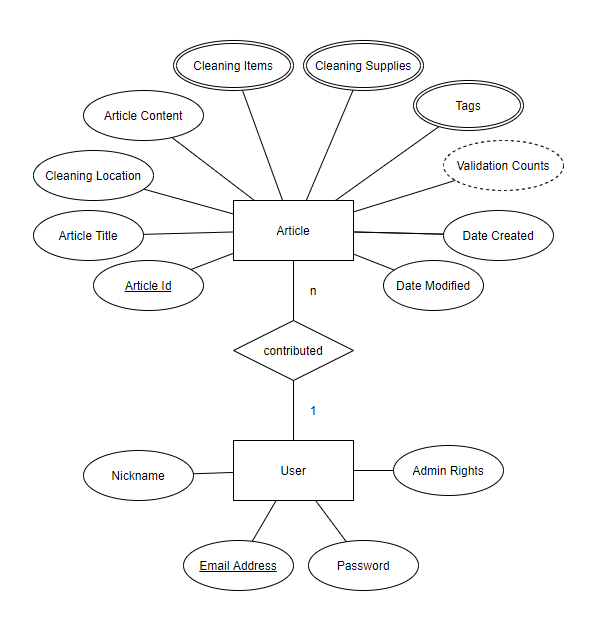 Cleaning Items
Cleaning Supplies
Tags
Article Content
Validation Counts
Cleaning Location
Article
Article Title
Date Created
Article Id
Date Modified
n
contributed
1
User
Nickname
Admin Rights
Email Address
Password